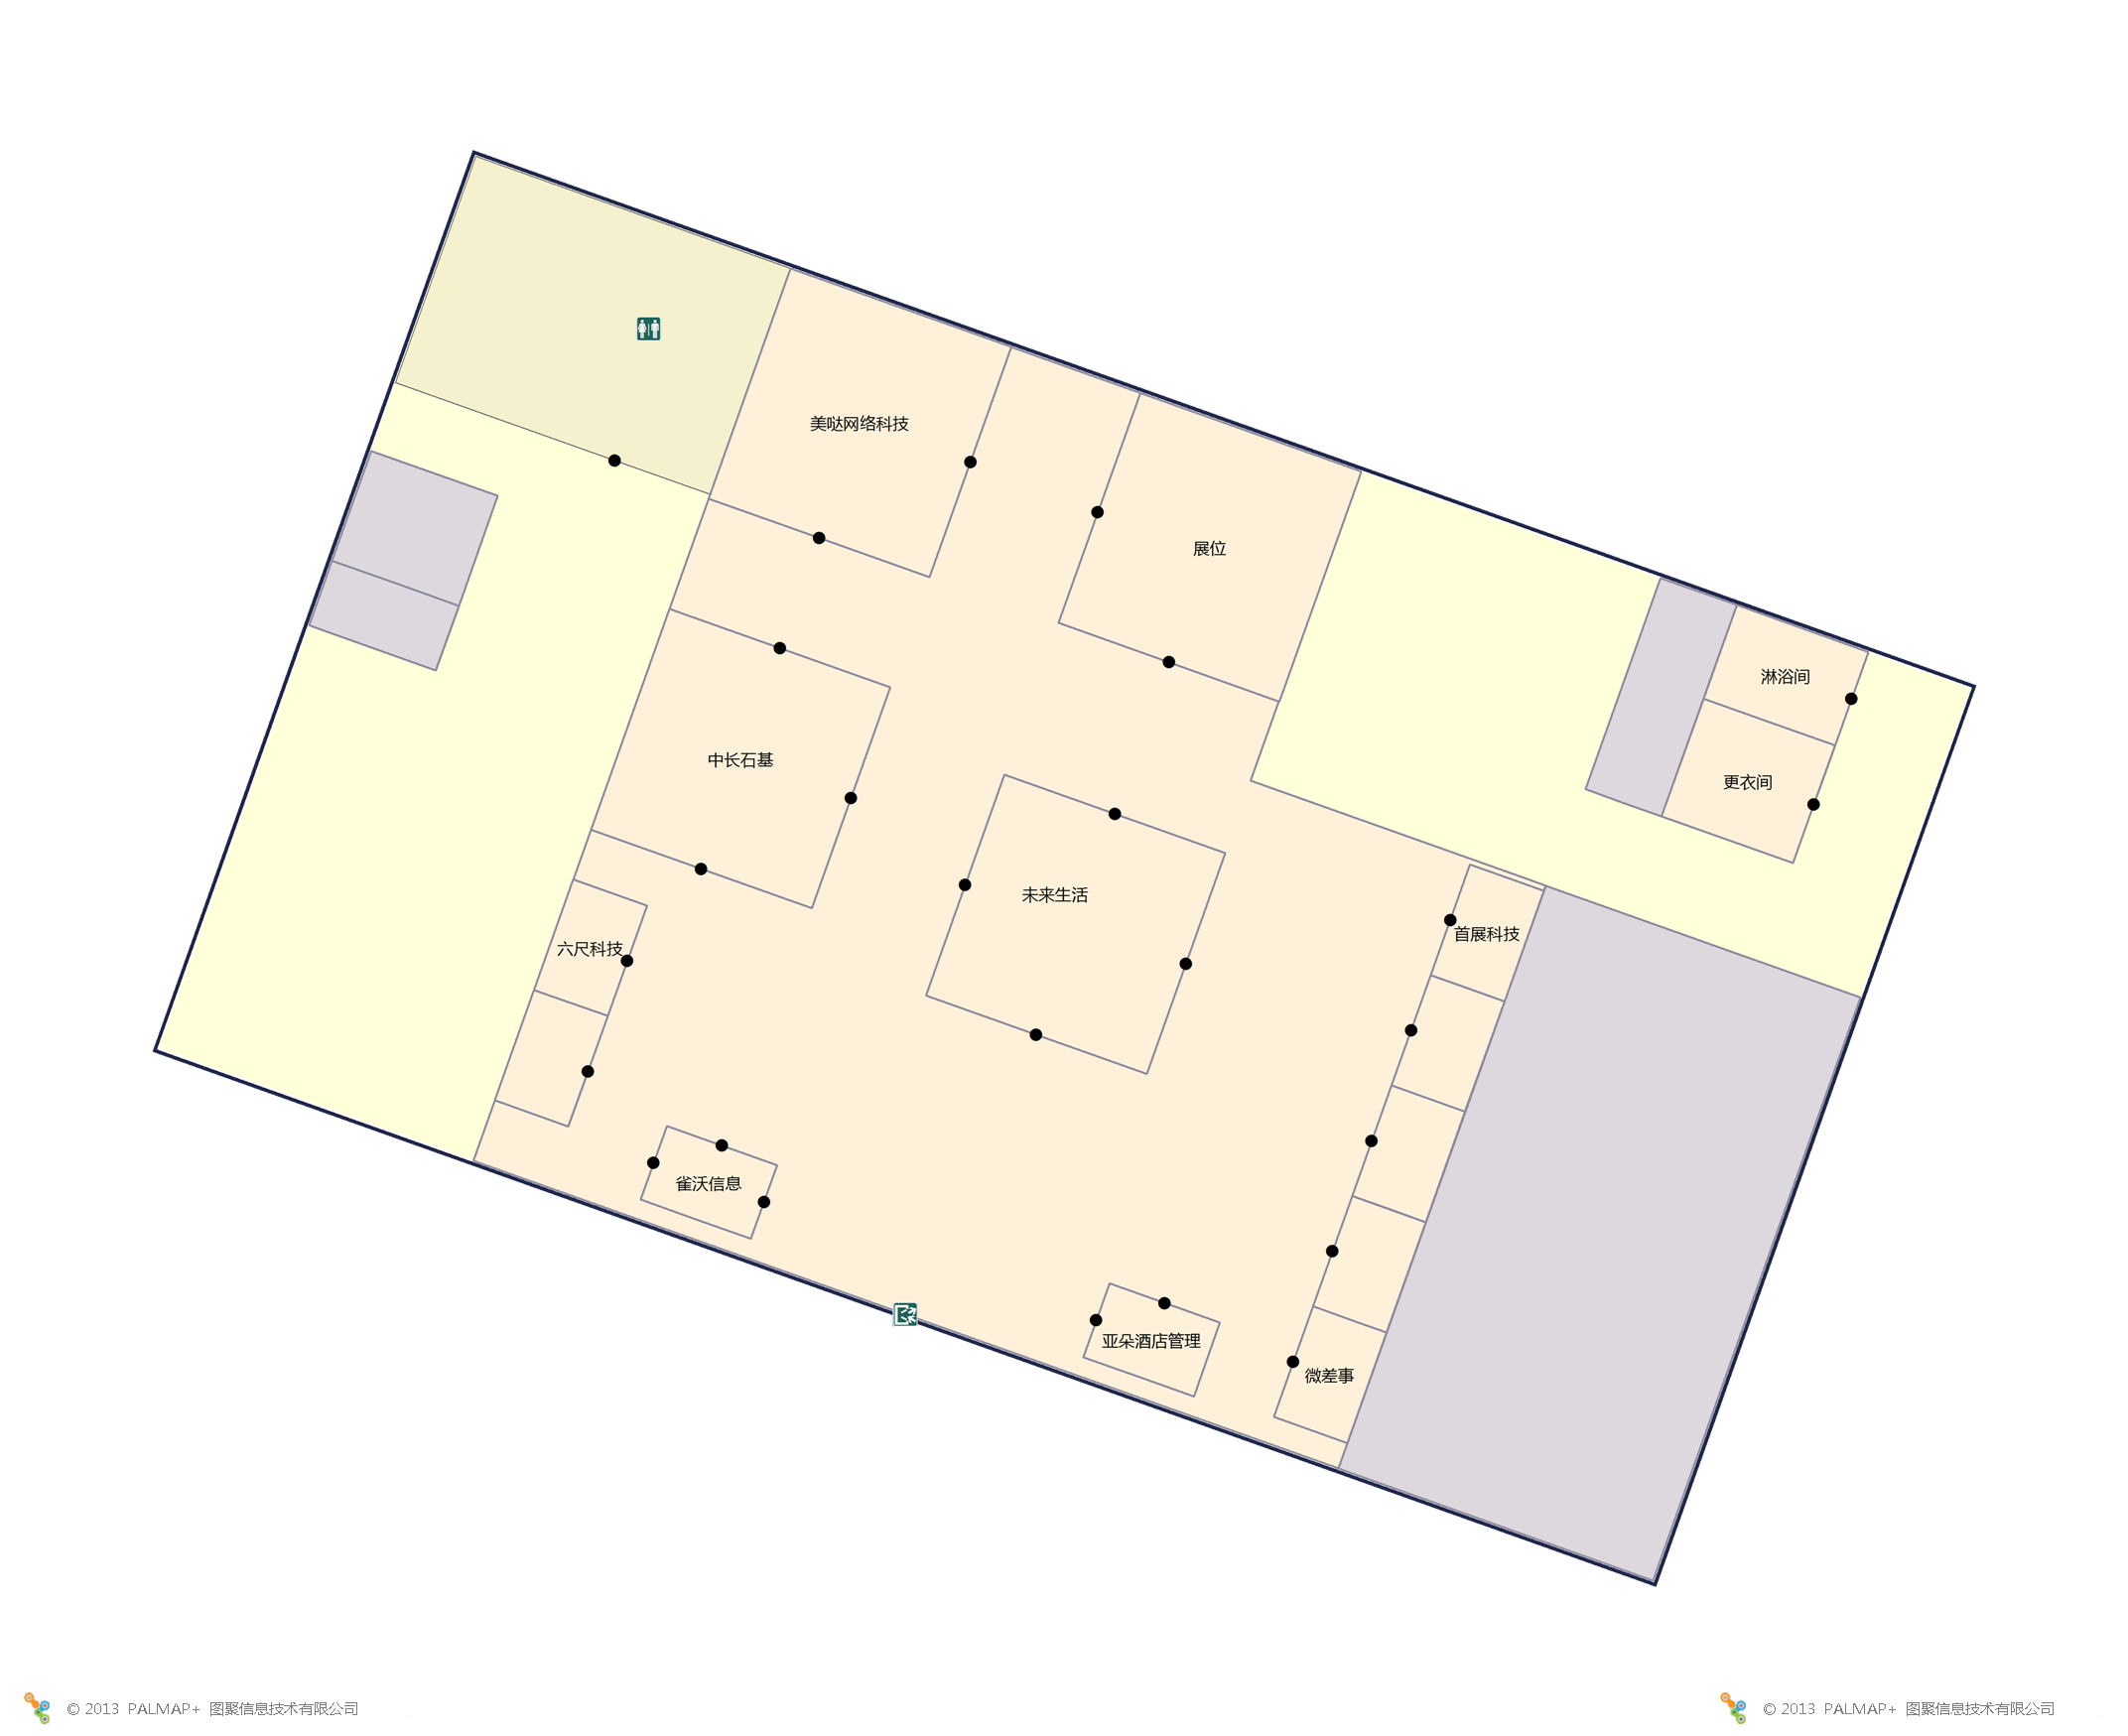 美哒网络科技
展位
淋浴间
中长石基
更衣间
未来生活
首展科技
六尺科技
雀沃信息
亚朵酒店管理
微差事
© 2013 PALMAP+ 图聚信息技术有限公司
© 2013 PALMAP+ 图聚信息技术有限公司